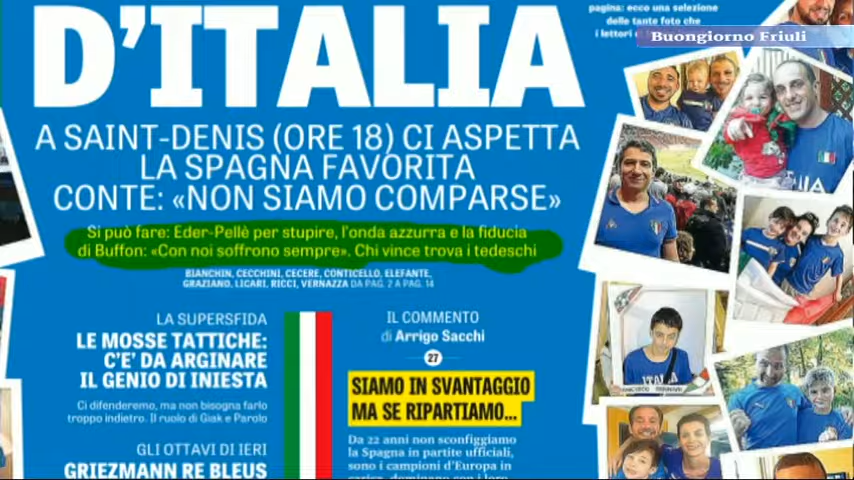 pagina: ecco una selezione
delle tante foto che
i lettori
Buongiorno Friuli
D'ITALIA
A SAINT-DENIS (ORE 18) CI ASPETTA
LA SPAGNA FAVORITA
CONTE: «NON SIAMO COMPARSE»
Si può fare: Eder-Pellè per stupire, l'onda azzurra e la fiducia
di Buffon: «Con noi soffrono sempre». Chi vince trova i tedeschi
BIANCHIN, CECCHINI, CECERE, CONTICELLO, ELEFANTE,
GRAZIANO, LICARI, RICCI, VERNAZZA DA PAG. 2 A PAG. 14
LA SUPERSFIDA
LE MOSSE TATTICHE:
C'E' DA ARGINARE
IL GENIO DI INIESTA
Ci difenderemo, ma non bisogna farlo
troppo indietro. Il ruolo di Giak e Parolo
GLI OTTAVI DI IERI
GRIEZMANN RE BLEUS
IL COMMENTO
di Arrigo Sacchi
27
SIAMO IN SVANTAGGIO
MA SE RIPARTIAMO...
Da 22 anni non sconfiggiamo
la Spagna in partite ufficiali,
sono i campioni d'Europa in
carica, dominano con i loro
ITALIA